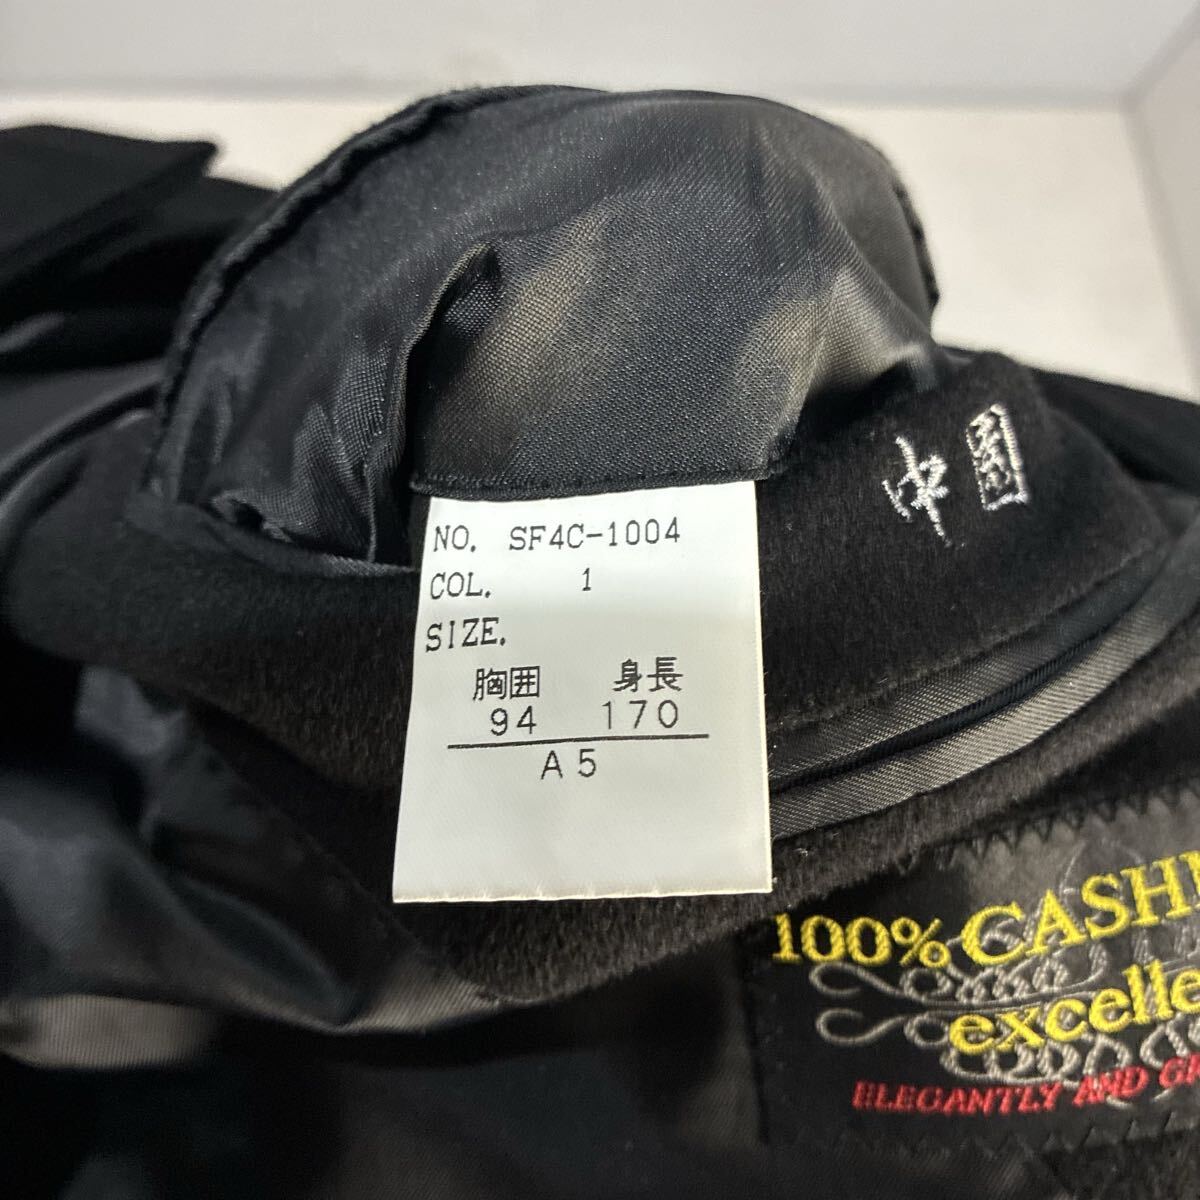 NO. SF4C-1004
COL. 1
SIZE.
胸囲 身長
94 170
A5
中
100% CASHM
excelle
ELEGANTLY AND GR